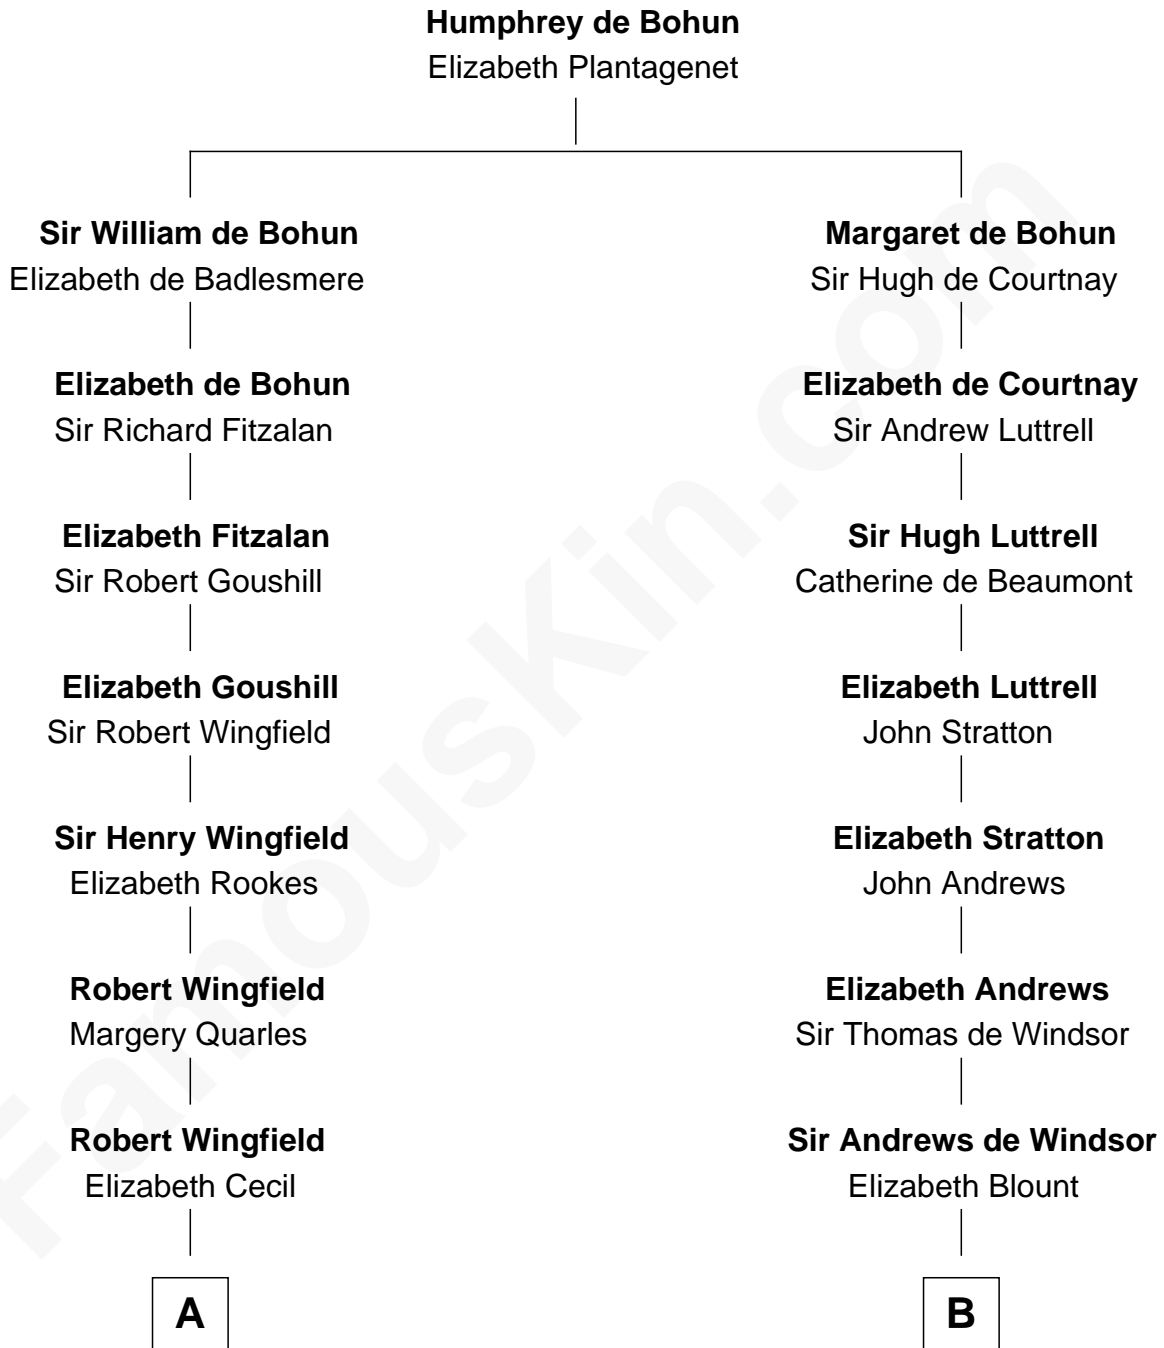 Humphrey de Bohun
Elizabeth Plantagenet
Sir William de Bohun
Elizabeth de Badlesmere
Elizabeth de Bohun
Sir Richard Fitzalan
Elizabeth Fitzalan
Sir Robert Goushill
Elizabeth Goushill
Sir Robert Wingfield
Sir Henry Wingfield
Elizabeth Rookes
Robert Wingfield
Margery Quarles
Robert Wingfield
Elizabeth Cecil
A
Margaret de Bohun
Sir Hugh de Courtnay
Elizabeth de Courtnay
Sir Andrew Luttrell
Sir Hugh Luttrell
Catherine de Beaumont
Elizabeth Luttrell
John Stratton
Elizabeth Stratton
John Andrews
Elizabeth Andrews
Sir Thomas de Windsor
Sir Andrews de Windsor
Elizabeth Blount
B
FamousKin.com